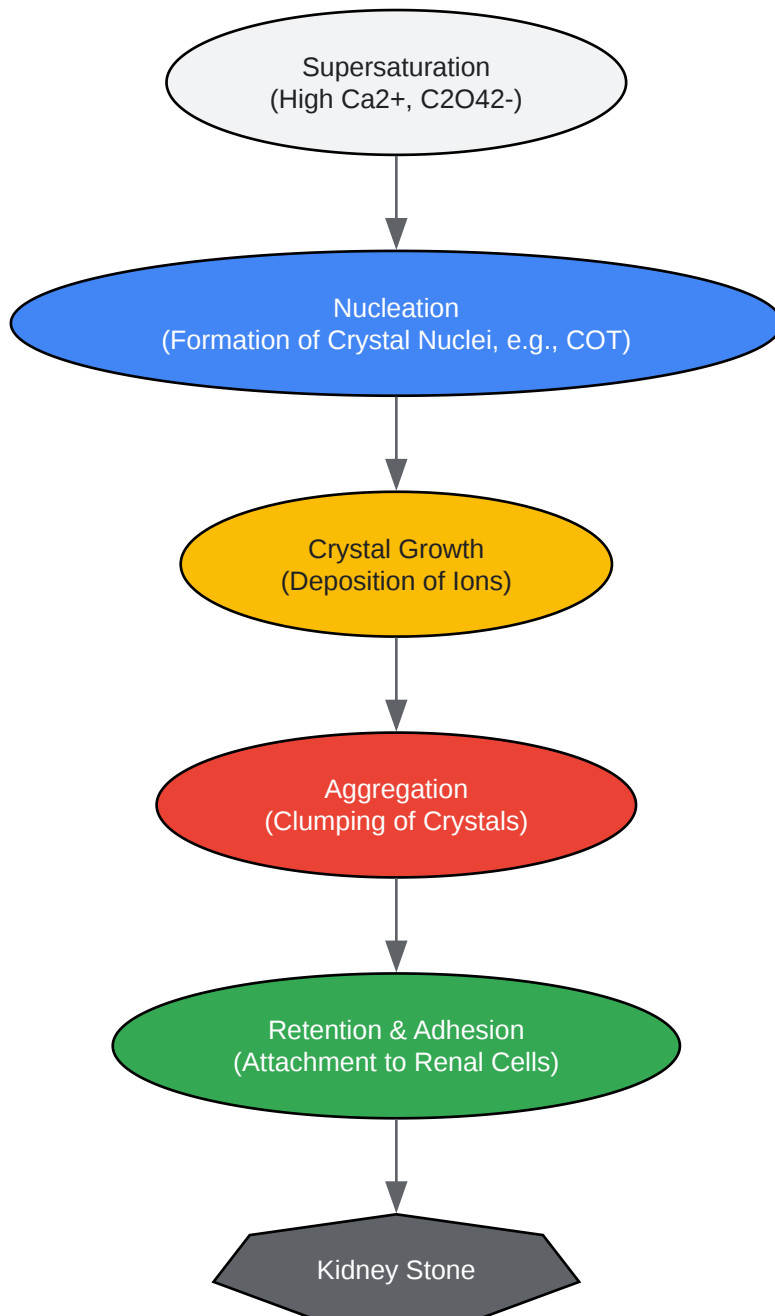 Supersaturation
(High Ca2+, C2O42-)
Nucleation
(Formation of Crystal Nuclei, e.g., COT)
Crystal Growth
(Deposition of Ions)
Aggregation
(Clumping of Crystals)
Retention & Adhesion
(Attachment to Renal Cells)
Kidney Stone